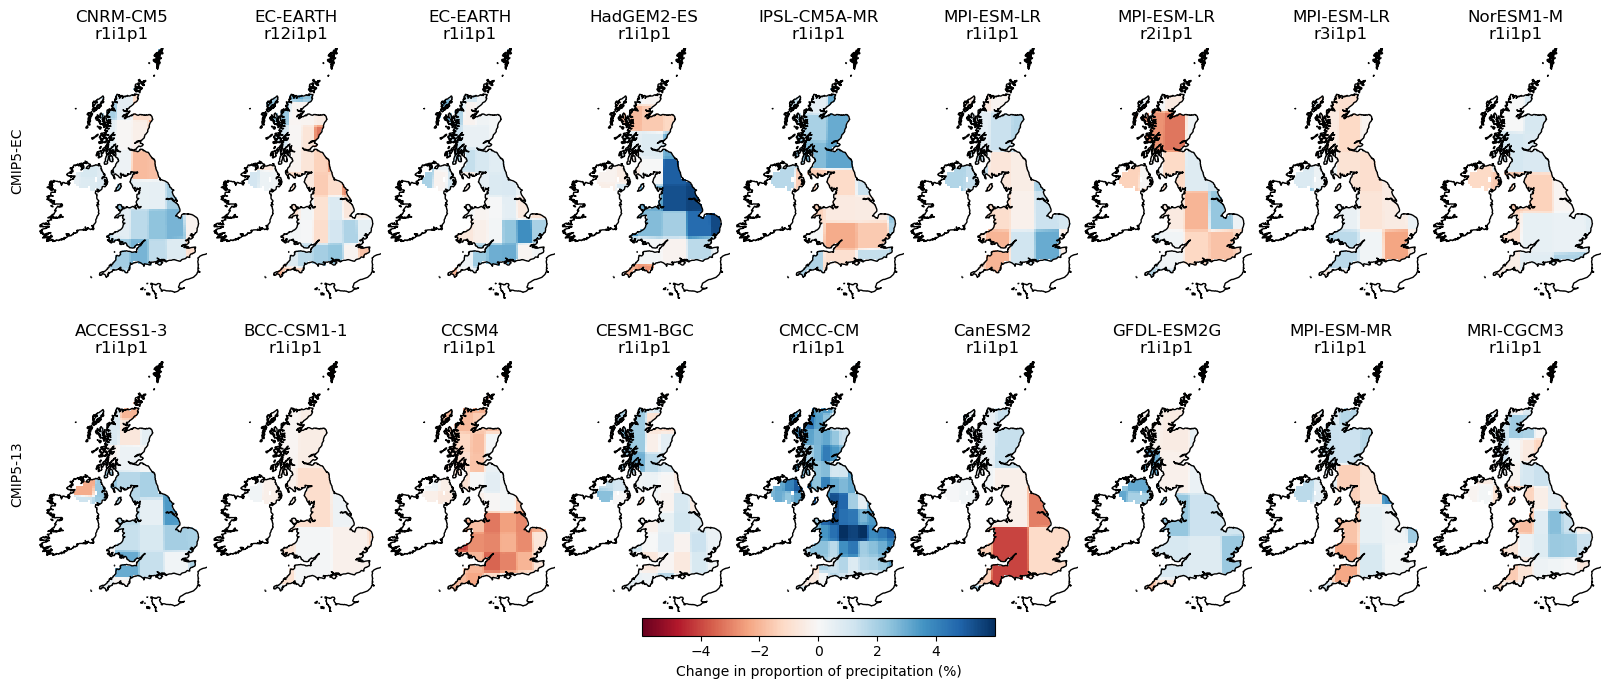 CNRM-CM5 EC-EARTH EC-EARTH HadGEM2-ES IPSL-CM5A-MR MPI-ESM-LR MPI-ESM-LR MPI-ESM-LR NorESM1-M
r1i1p1 r12i1p1 r1i1p1 r1i1p1 r1i1p1 r1i1p1 r2i1p1 r3i1p1 r1i1p1
CMIP5-EC
ACCESS1-3 BCC-CSM1-1 CCSM4 CESM1-BGC CMCC-CM CanESM2 GFDL-ESM2G MPI-ESM-MR MRI-CGCM3
r1i1p1 r1i1p1 r1i1p1 r1i1p1 r1i1p1 r1i1p1 r1i1p1 r1i1p1 r1i1p1
CMIP5-13
−4 −2 0 2 4
Change in proportion of precipitation (%)